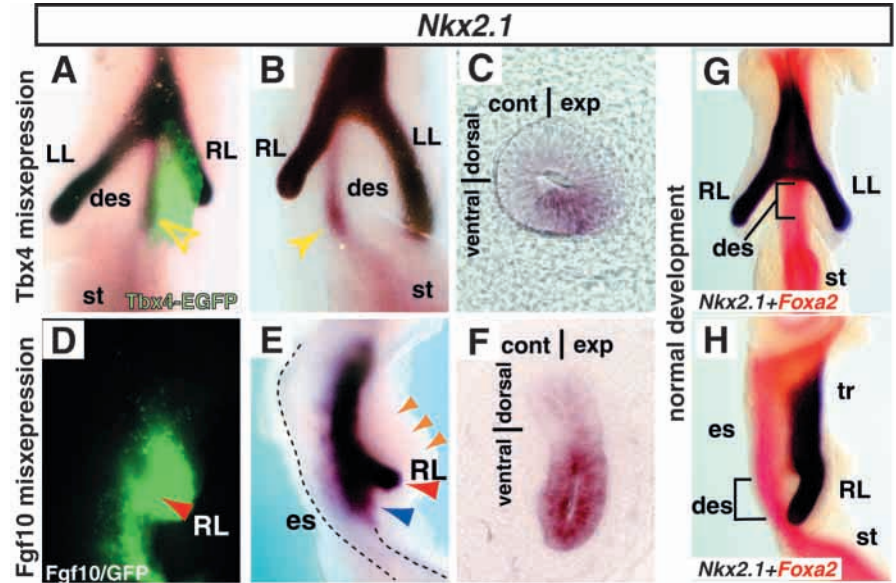 Nkx2.1
Tbx4 misxepression
A
LL
RL
des
st
Tbx4-EGFP
B
RL
LL
des
st
C
cont | exp
ventral | dorsal
G
RL
LL
des
st
Nkx2.1+Foxa2
normal development
Fgf10 misxepression
D
RL
Fgf10/GFP
E
RL
es
F
cont | exp
ventral | dorsal
H
tr
es
RL
des
st
Nkx2.1+Foxa2